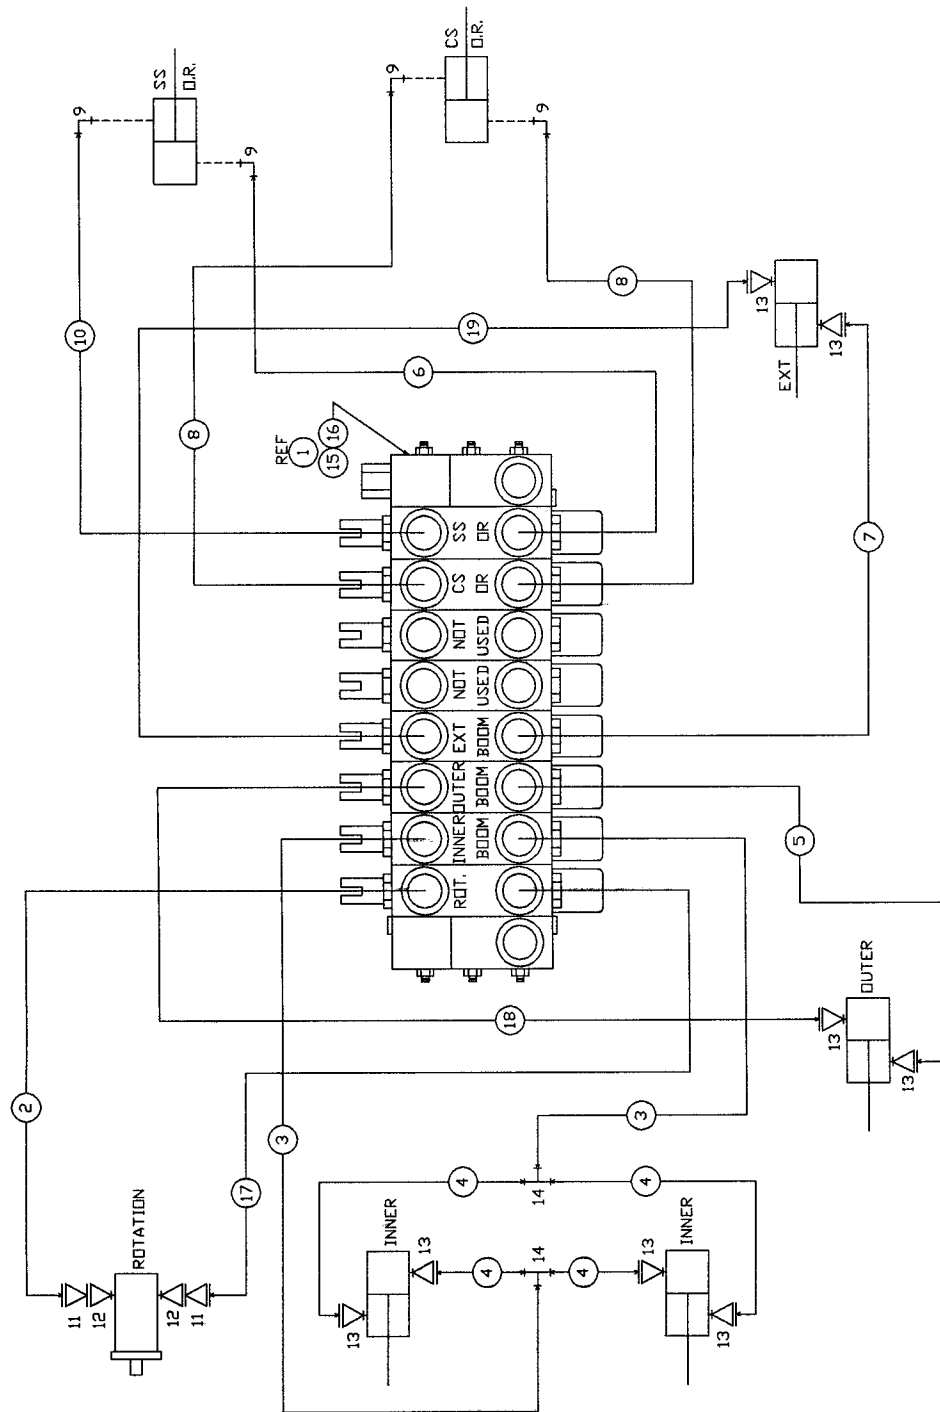 SS
O.R.
9
9
CS
O.R.
9
9
10
8
6
19
8
7
EXT
13
13
REF
1
15
16
SS
OR
CS
OR
NOT
USED
NOT
USED
EXT
BOOM
OUTER
BOOM
INNER
BOOM
ROT.
5
18
OUTER
13
13
2
17
3
3
ROTATION
11
12
12
11
4
4
14
INNER
13
13
4
4
14
INNER
13
13